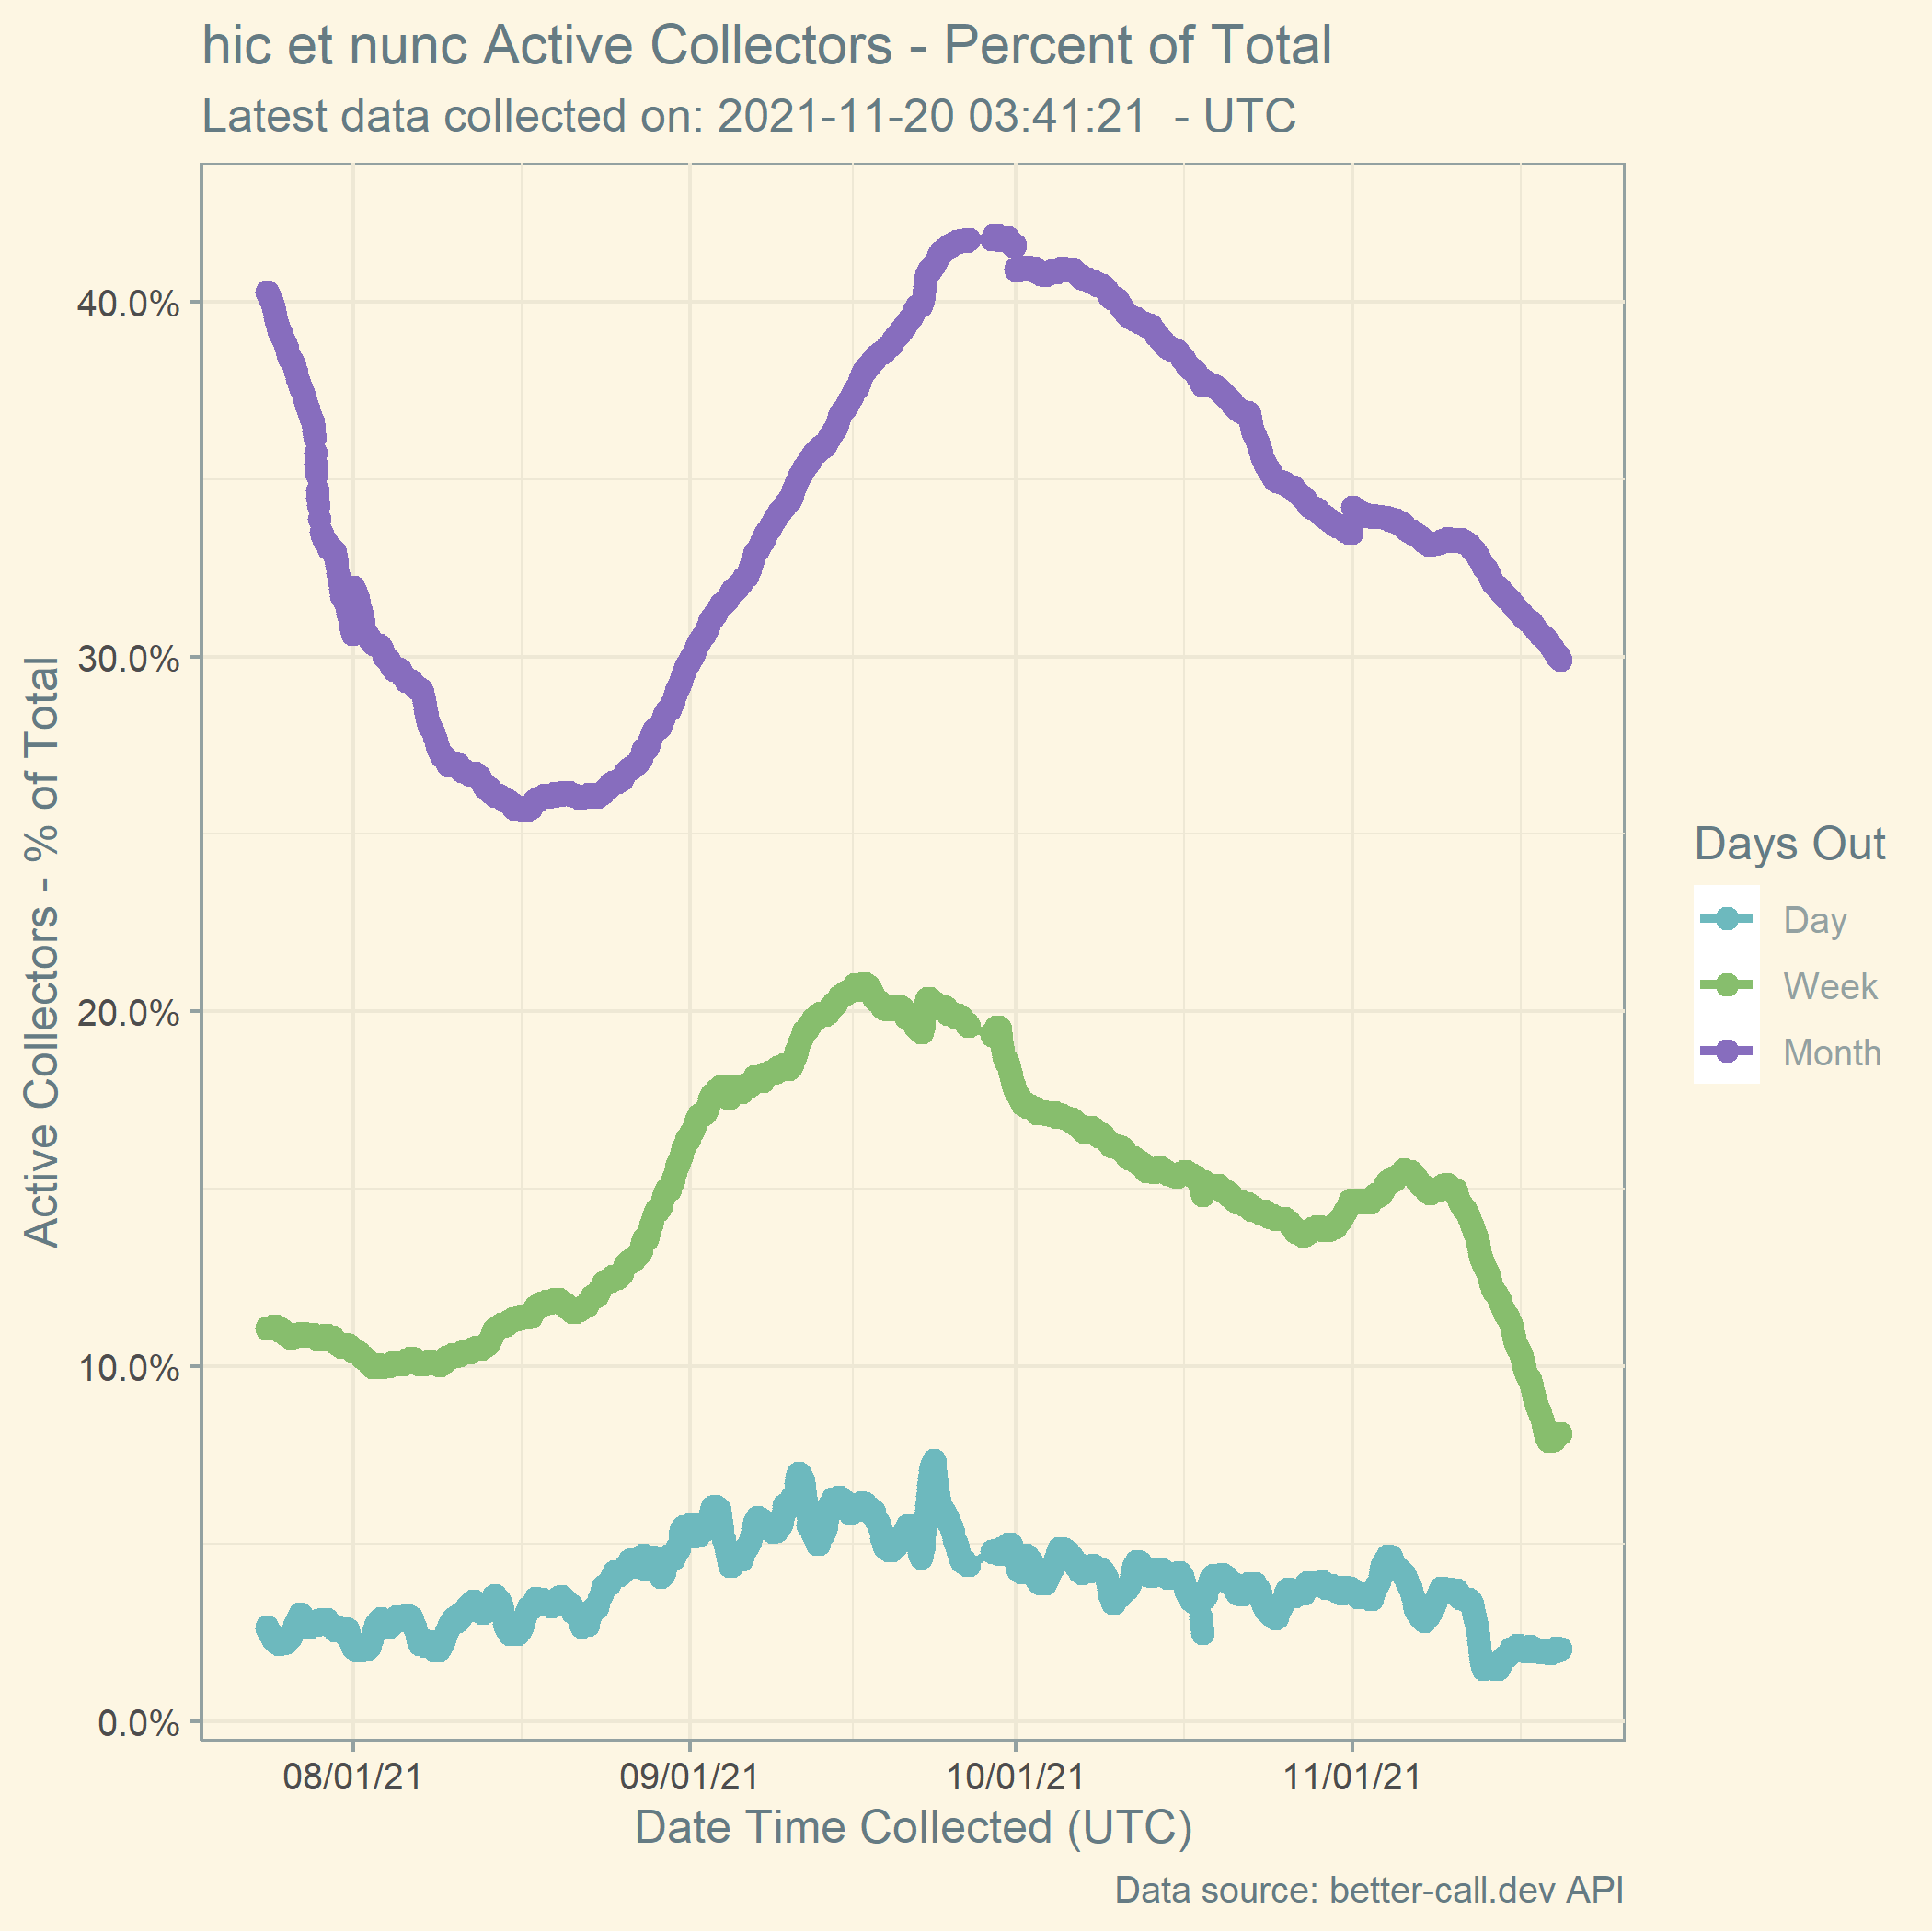 hic et nunc Active Collectors - Percent of Total
Latest data collected on: 2021-11-20 03:41:21  - UTC
Active Collectors - % of Total
40.0%
30.0%
20.0%
10.0%
0.0%
08/01/21
09/01/21
10/01/21
11/01/21
Date Time Collected (UTC)
Days Out
Day
Week
Month
Data source: better-call.dev API